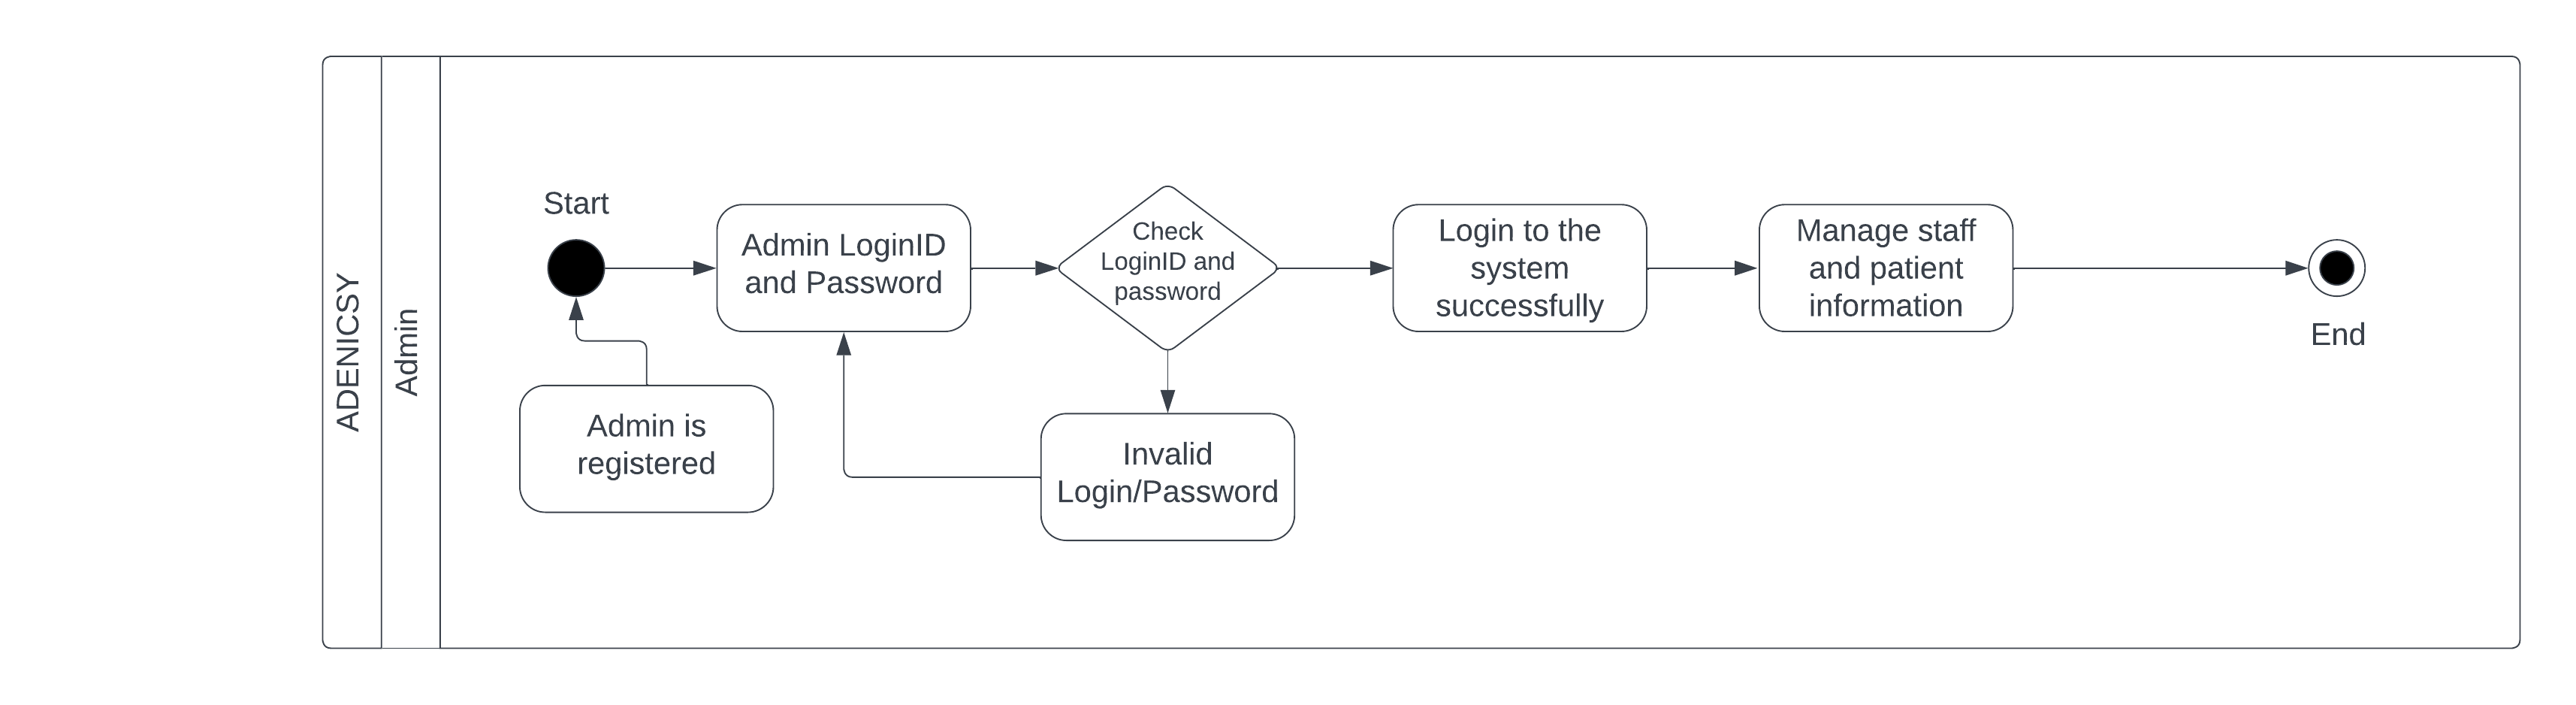 ADENICSY
Admin
Start
Admin LoginID
and Password
Check
LoginID and
password
Login to the
system
successfully
Manage staff
and patient
information
End
Admin is
registered
Invalid
Login/Password